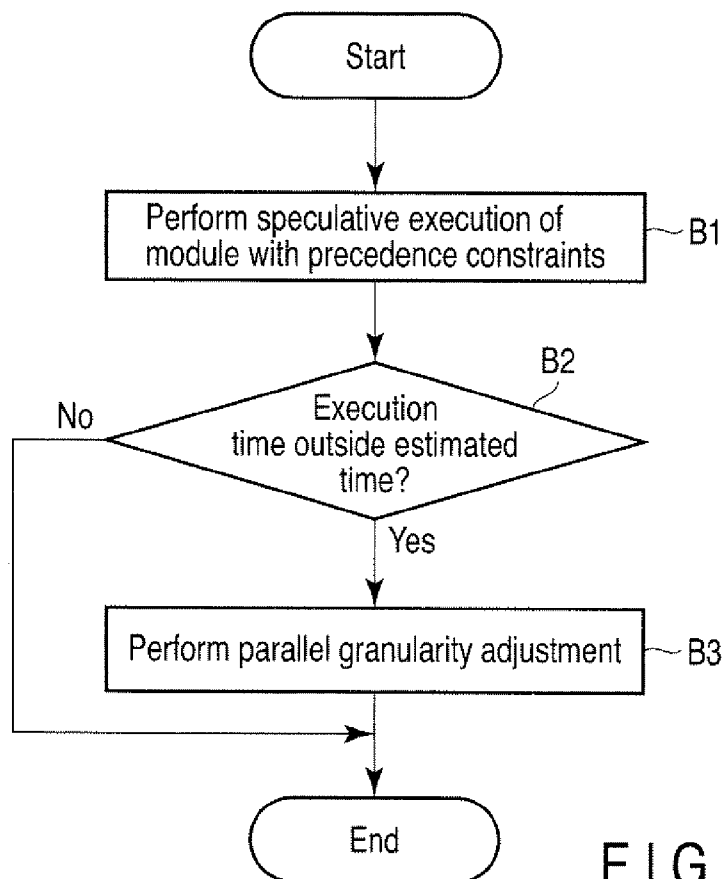 Start
Perform speculative execution of
module with precedence constraints
B1
B2
Execution
time outside estimated
time?
No
Yes
Perform parallel granularity adjustment
B3
End
FIG